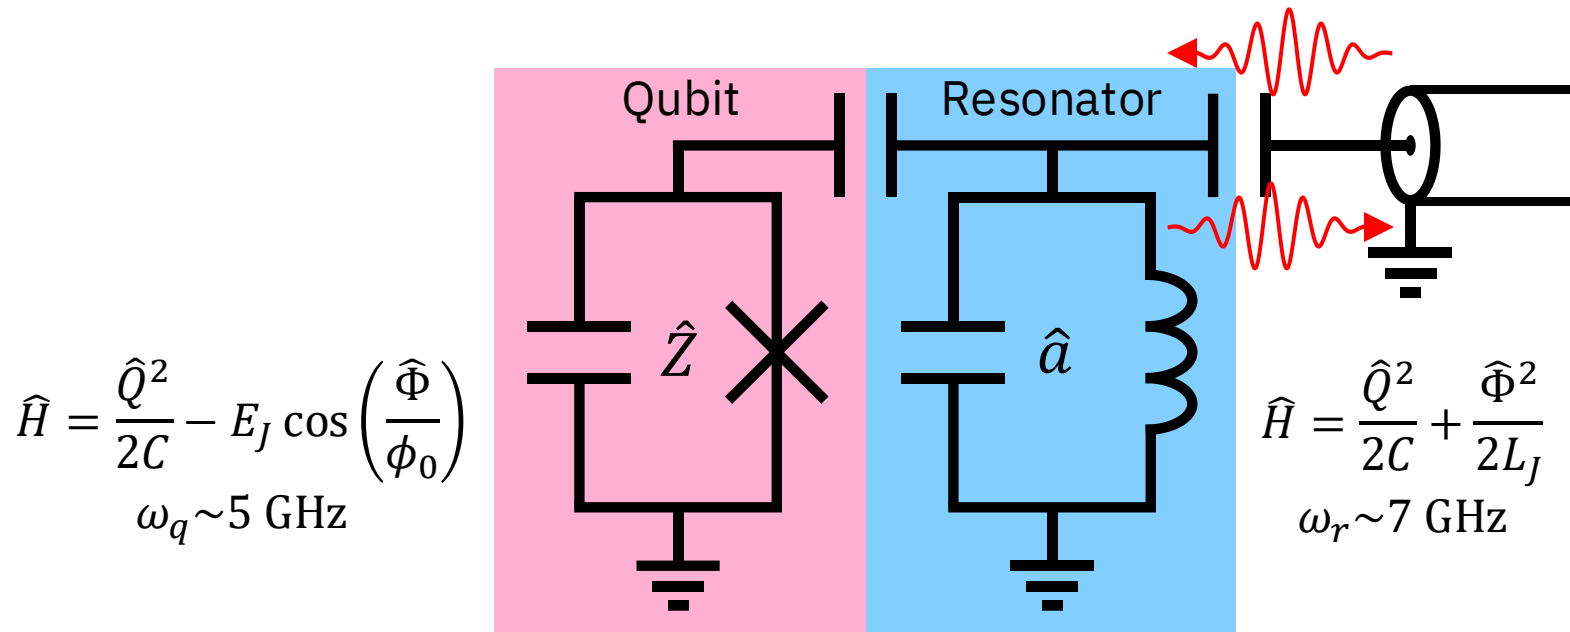 Qubit
Resonator
Ẑ
â
Ĥ = Q̂²/2C − E_J cos(Φ̂/ϕ₀)
ω_q~5 GHz
Ĥ = Q̂²/2C + Φ̂²/2L_J
ω_r~7 GHz